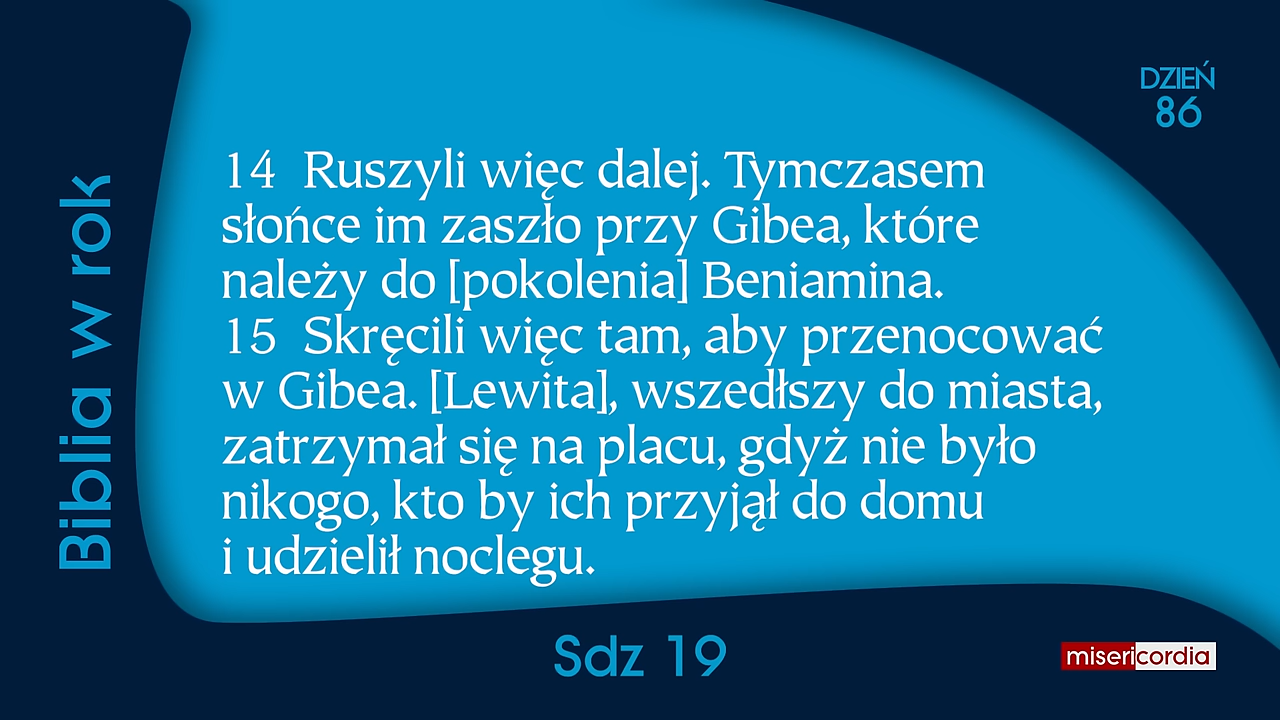 DZIEŃ
86
Biblia w rok
14 Ruszyli więc dalej. Tymczasem
słońce im zaszło przy Gibea, które
należy do [pokolenia] Beniamina.
15 Skręcili więc tam, aby przenocować
w Gibea. [Lewita], wszedłszy do miasta,
zatrzymał się na placu, gdyż nie było
nikogo, kto by ich przyjął do domu
i udzielił noclegu.
Sdz 19
misericordia